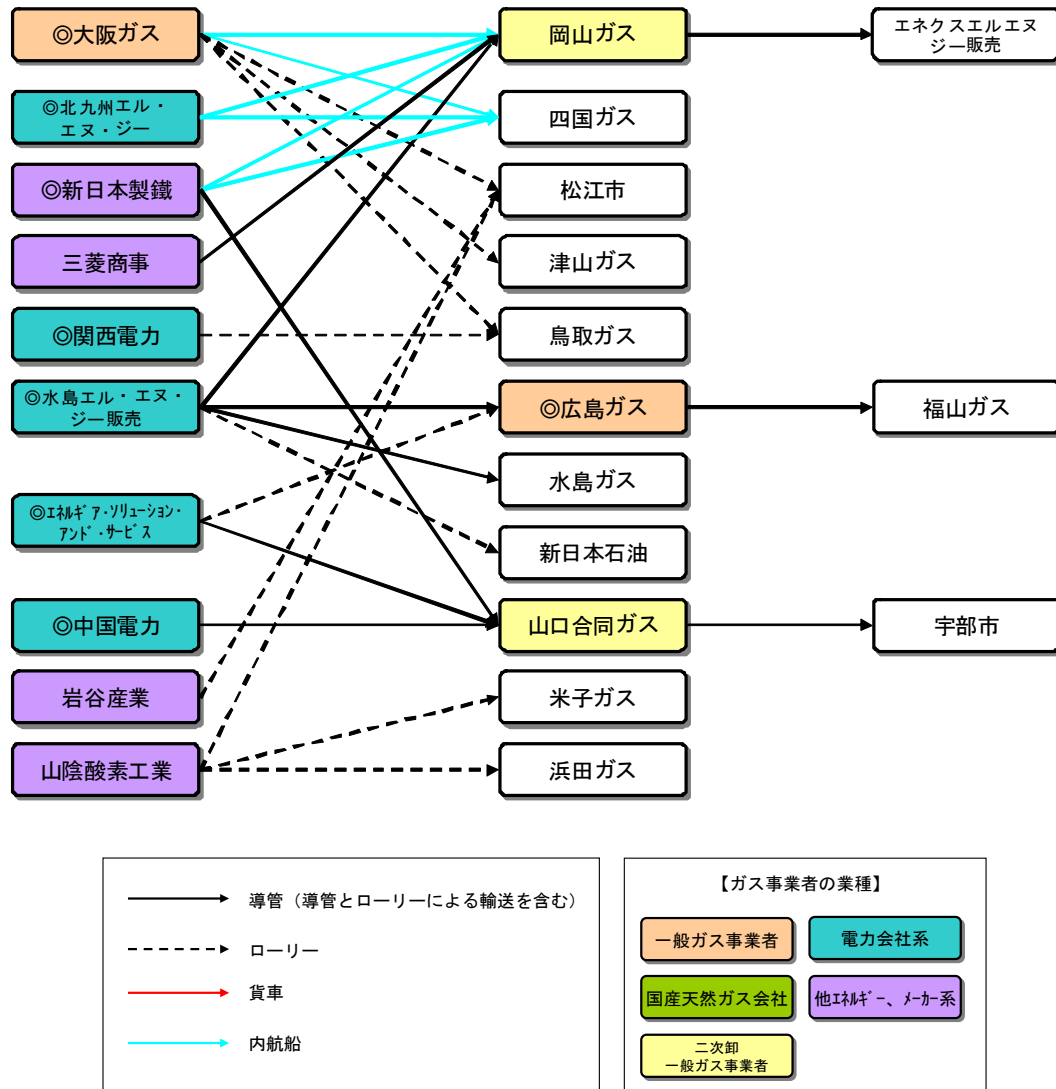 ◎大阪ガス
岡山ガス
エネクスエルエヌ
ジー販売
◎北九州エル・
エヌ・ジー
四国ガス
◎新日本製鐵
松江市
三菱商事
津山ガス
◎関西電力
鳥取ガス
◎水島エル・エヌ・
ジー販売
◎広島ガス
福山ガス
水島ガス
◎ｴﾈﾙｷﾞｱ･ｿﾘｭｰｼｮﾝ･
ｱﾝﾄﾞ･ｻｰﾋﾞｽ
新日本石油
◎中国電力
山口合同ガス
宇部市
岩谷産業
米子ガス
山陰酸素工業
浜田ガス
導管（導管とローリーによる輸送を含む）
ローリー
貨車
内航船
【ガス事業者の業種】
一般ガス事業者
電力会社系
国産天然ガス会社
他ｴﾈﾙｷﾞｰ、ﾒｰｶｰ系
二次卸
一般ガス事業者